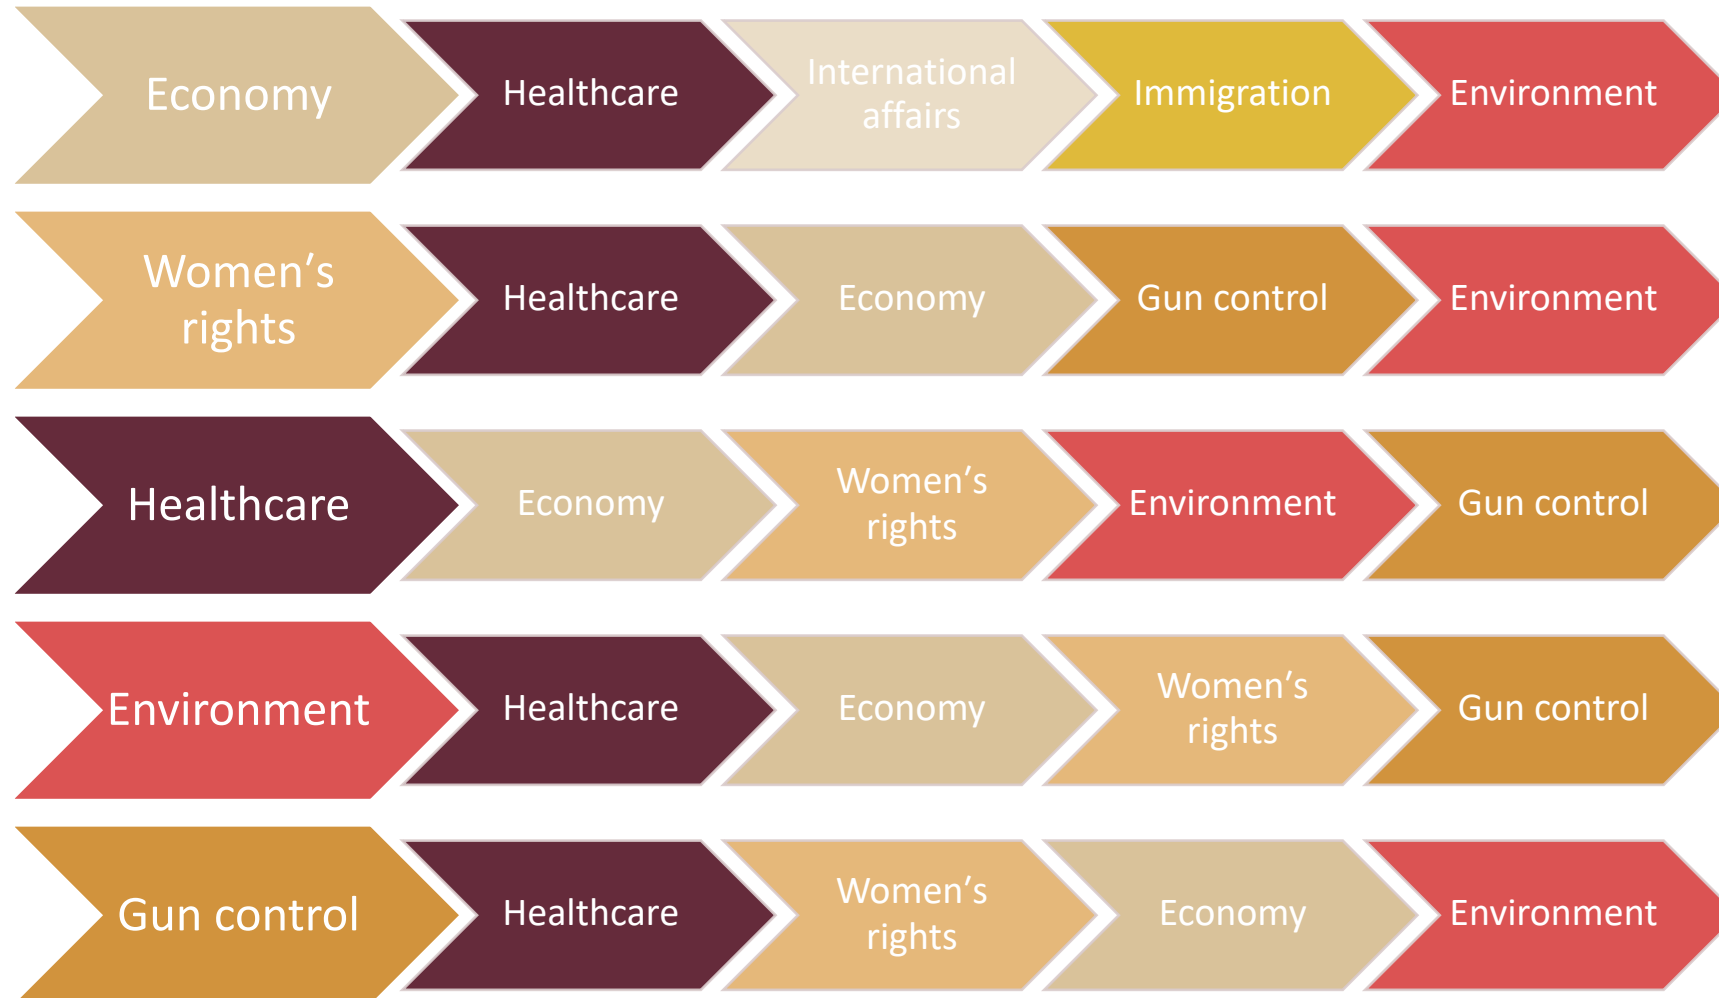 Economy
Healthcare
International
affairs
Immigration
Environment
Women’s
rights
Healthcare
Economy
Gun control
Environment
Healthcare
Economy
Women’s
rights
Environment
Gun control
Environment
Healthcare
Economy
Women’s
rights
Gun control
Gun control
Healthcare
Women’s
rights
Economy
Environment